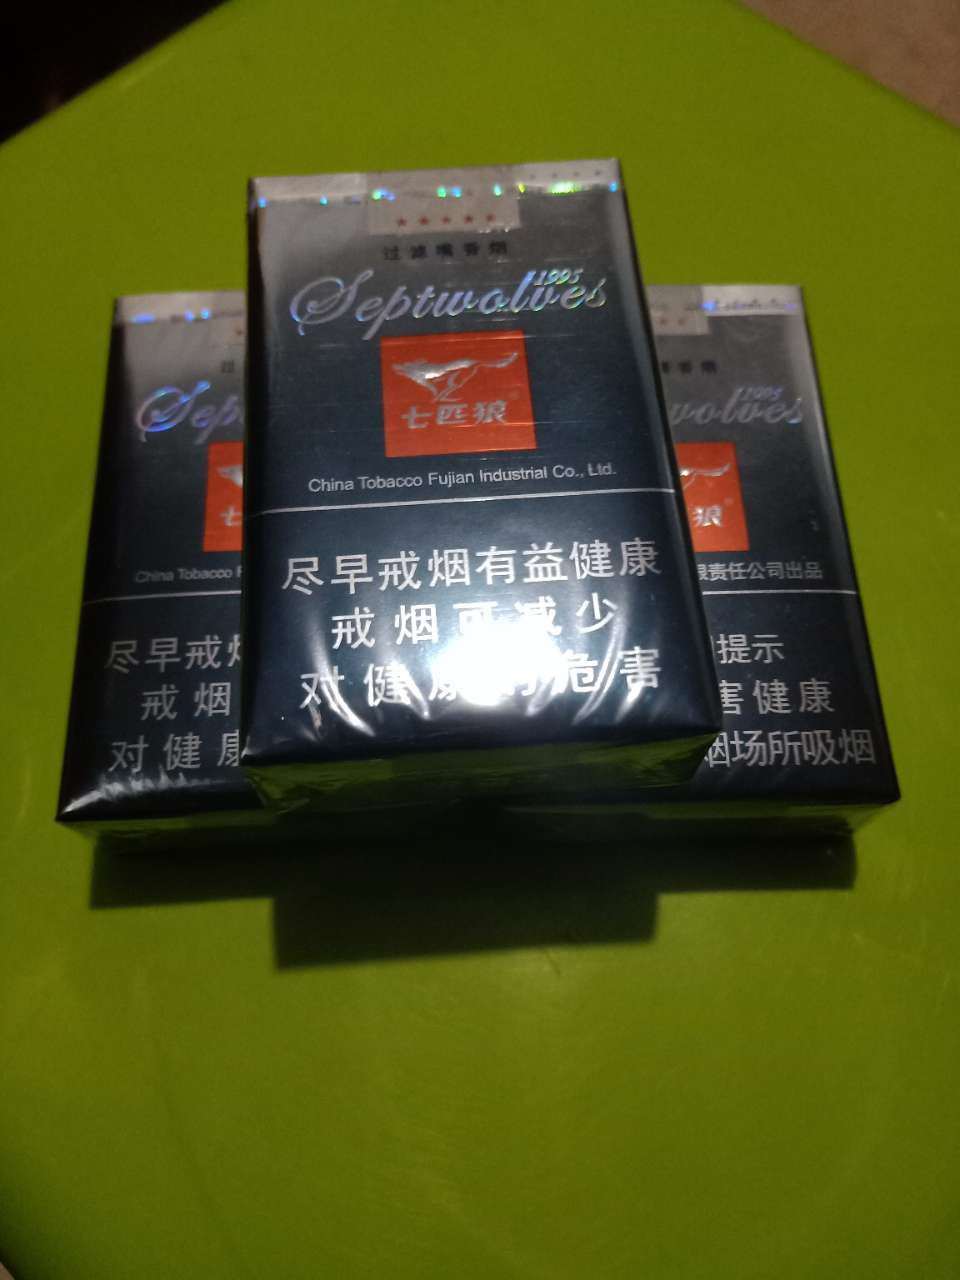 过滤嘴香烟
Septwolves
1995
七匹狼
China Tobacco Fujian Industrial Co., Ltd.
尽早戒烟有益健康
戒烟可减少
对健康的危害
过
Sept
七
China Tobacco F
尽早戒烟
戒烟
对健康
嘴香烟
wolves
1995
狼
限责任公司出品
提示
害健康
烟场所吸烟